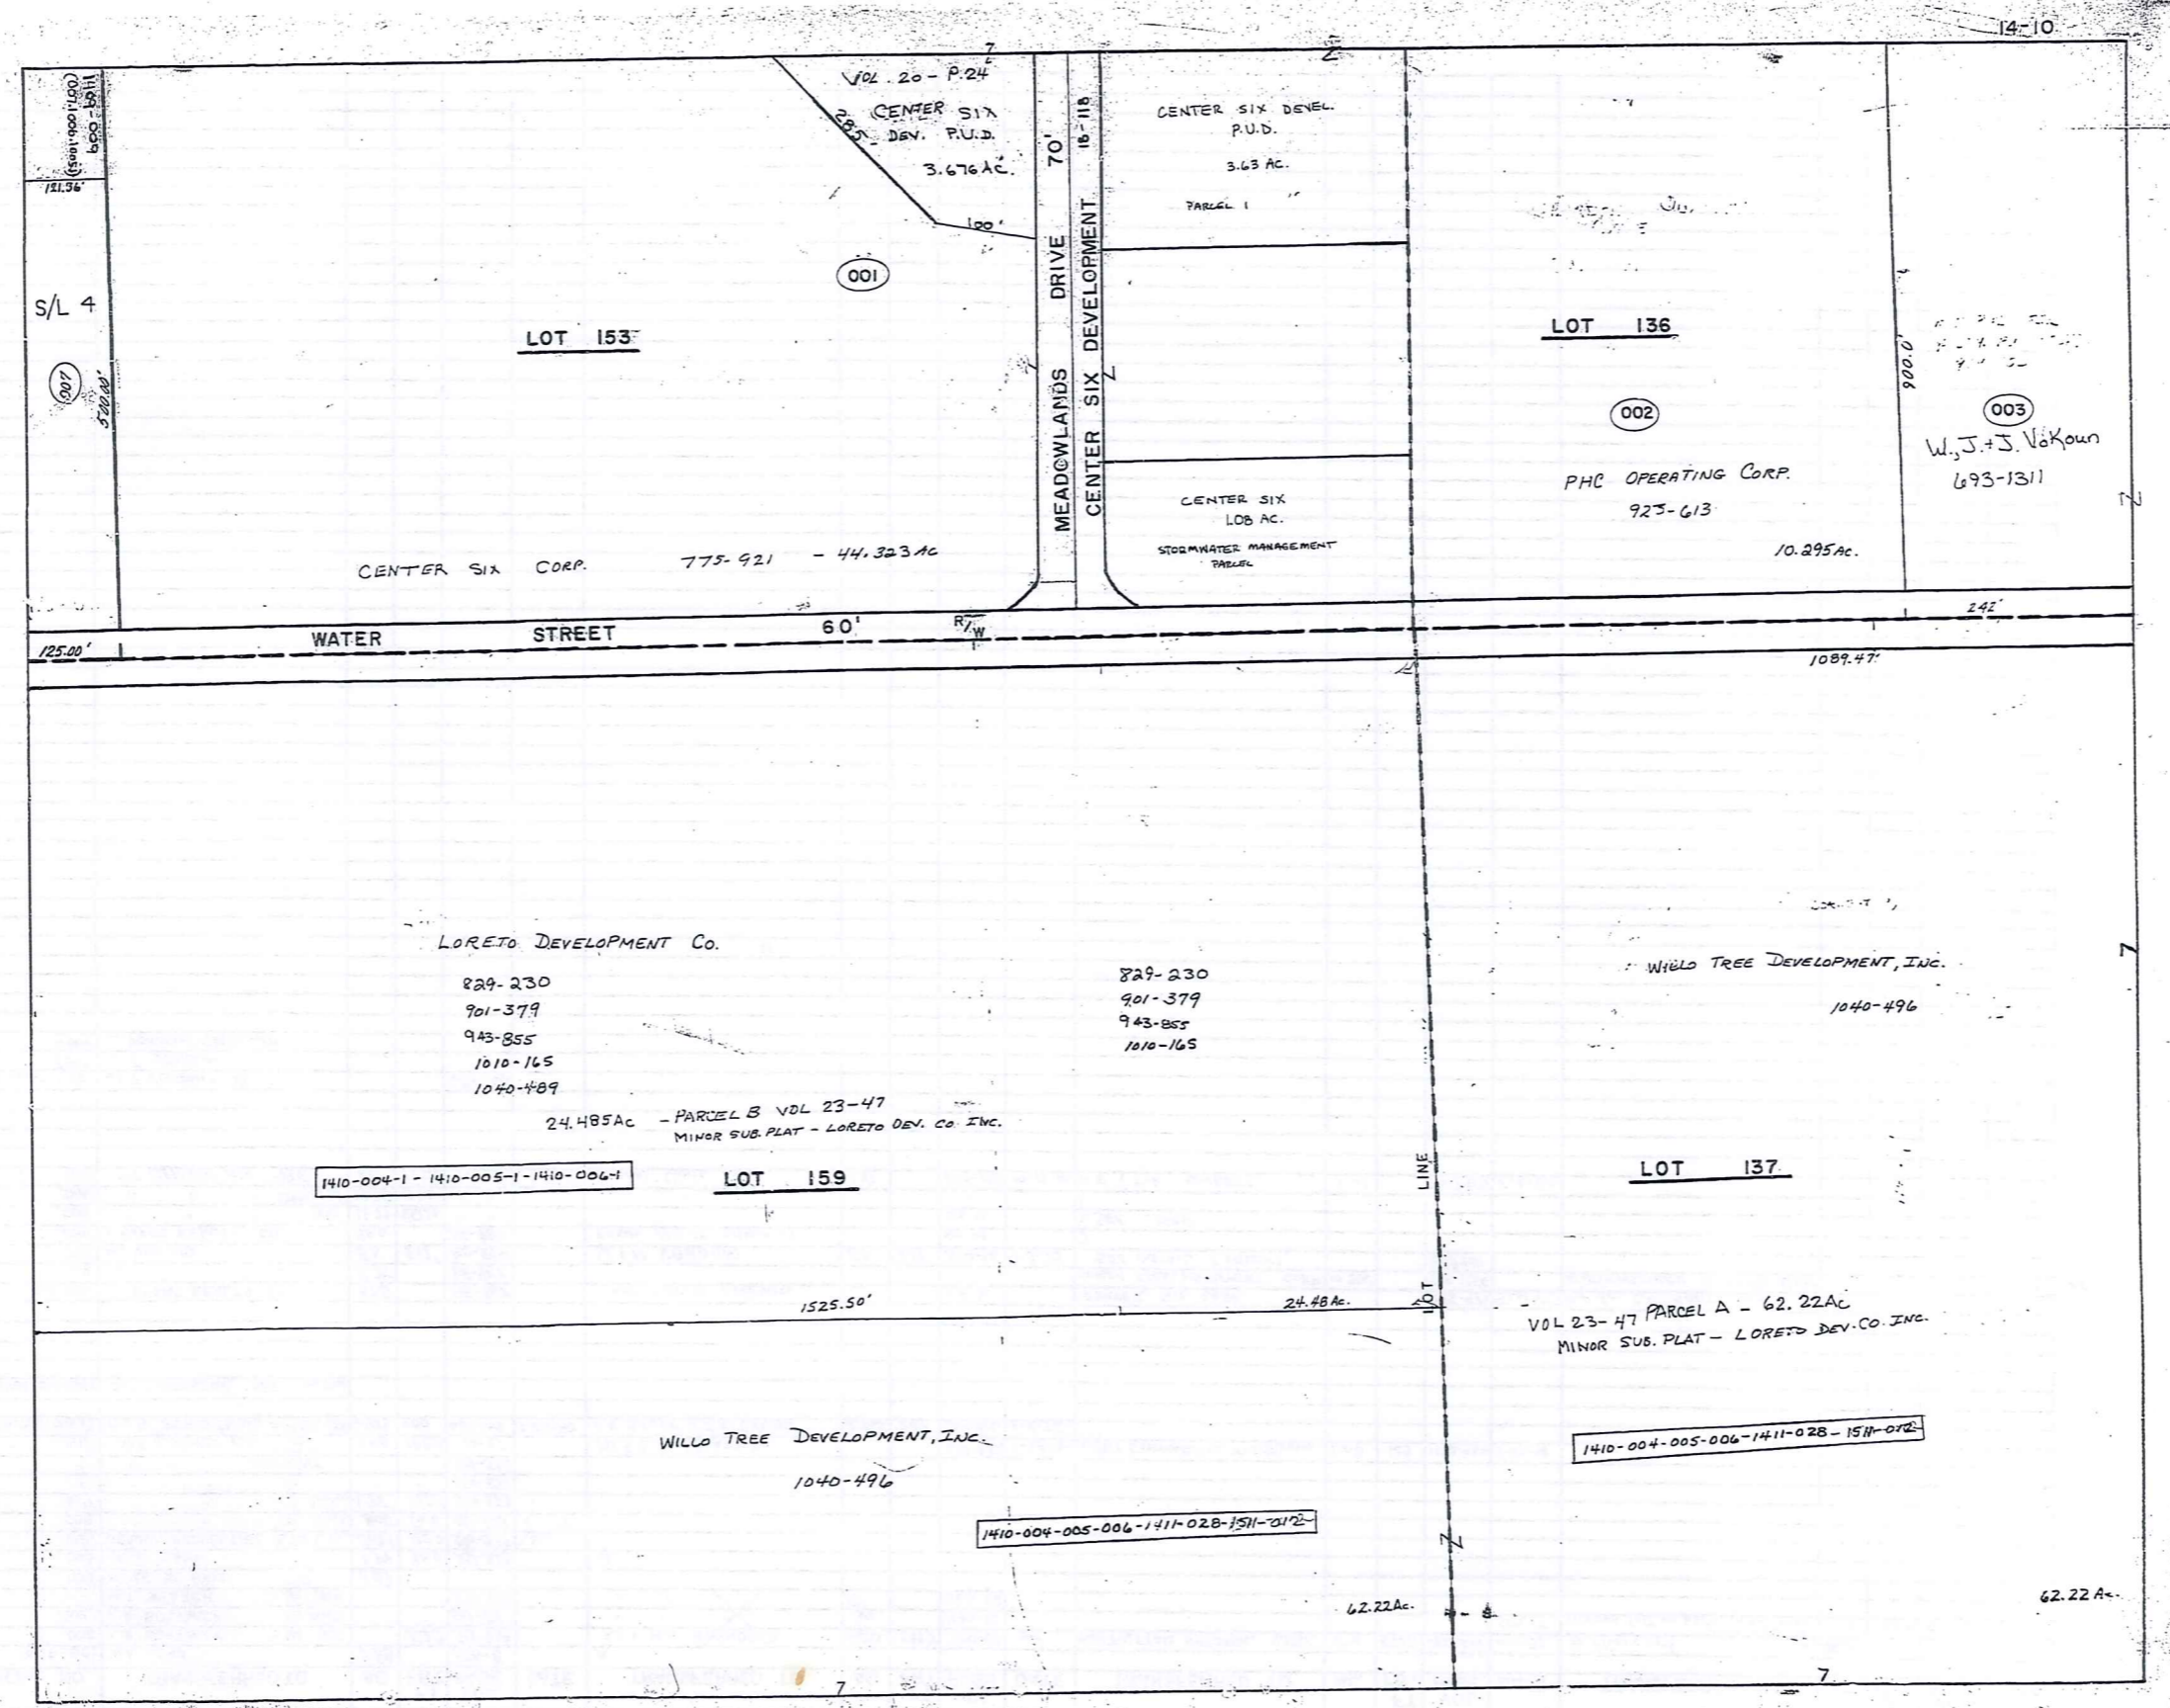 14-10
1409-009
(007,1006,1005)
121.36'
S/L 4
007
500.00'
125.00'
VOL. 20 - P.24
CENTER SIX
DEV. P.U.D.
3.676 AC.
285
100'
001
LOT 153
CENTER SIX CORP. 775-921 - 44.323 AC
MEADOWLANDS DRIVE 70'
CENTER SIX DEVELOPMENT 18-118
CENTER SIX DEVEL.
P.U.D.
3.63 AC.
PARCEL 1
CENTER SIX
1.08 AC.
STORMWATER MANAGEMENT
PARCEL
LOT 136
002
PHC OPERATING CORP.
925-613
10.295 AC.
900.0'
003
W., J. + J. Vokoun
693-1311
242'
WATER STREET 60' R/W
1089.47'
LORETO DEVELOPMENT CO.
829-230
901-379
943-855
1010-165
1040-489
829-230
901-379
943-855
1010-165
24.485 AC - PARCEL B VOL 23-47
MINOR SUB. PLAT - LORETO DEV. CO. INC.
1410-004-1 - 1410-005-1 - 1410-006-1
LOT 159
1525.50'
24.48 AC.
LOT LINE
WILLO TREE DEVELOPMENT, INC.
1040-496
LOT 137
VOL 23-47 PARCEL A - 62.22 AC
MINOR SUB. PLAT - LORETO DEV. CO. INC.
1410-004-005-006-1411-028-1511-012
WILLO TREE DEVELOPMENT, INC.
1040-496
1410-004-005-006-1411-028-1511-012
62.22 AC.
62.22 AC.